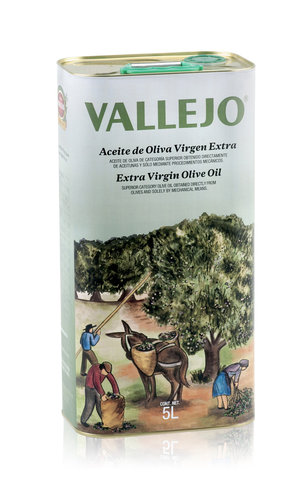 VALLEJO®
Aceite de Oliva Virgen Extra
ACEITE DE OLIVA DE CATEGORÍA SUPERIOR OBTENIDO DIRECTAMENTE
DE ACEITUNAS Y SÓLO MEDIANTE PROCEDIMIENTOS MECÁNICOS.
Extra Virgin Olive Oil
SUPERIOR CATEGORY OLIVE OIL OBTAINED DIRECTLY FROM
OLIVES AND SOLELY BY MECHANICAL MEANS.
CONT. NET.
5L